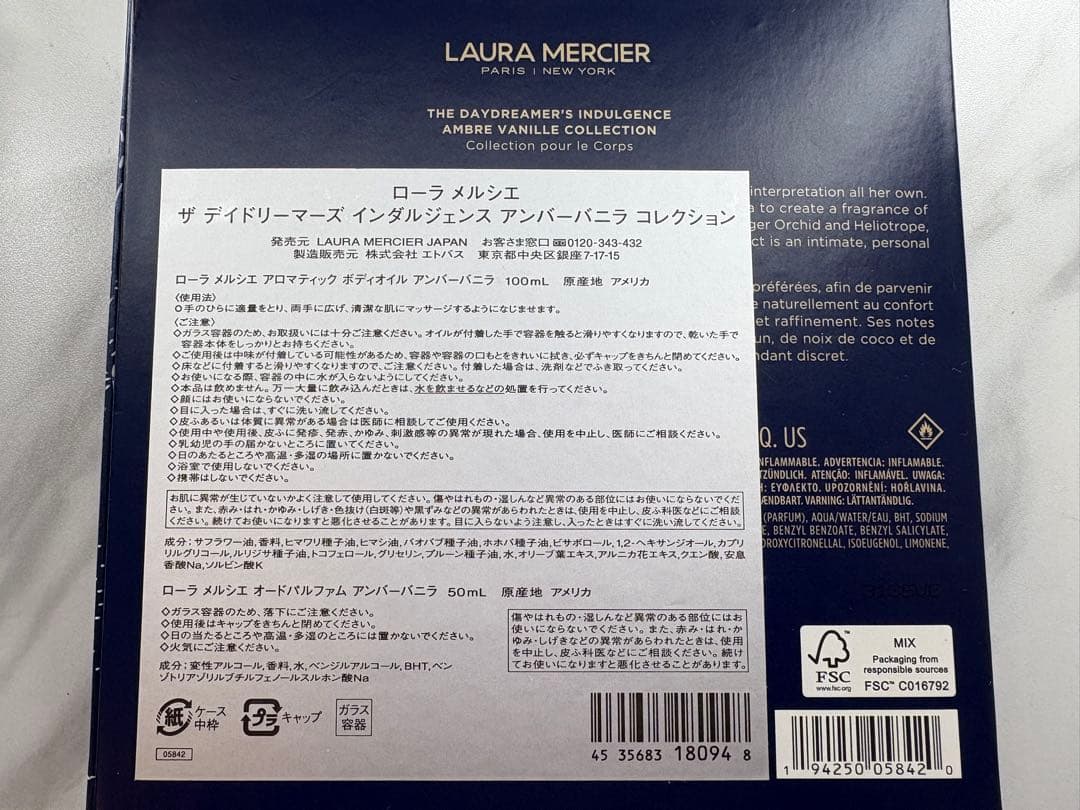 LAURA MERCIER
PARIS | NEW YORK
THE DAYDREAMER'S INDULGENCE
AMBRE VANILLE COLLECTION
Collection pour le Corps
ローラ メルシエ
ザ デイドリーマーズ インダルジェンス アンバーバニラ コレクション
発売元 LAURA MERCIER JAPAN お客さま窓口 0120-343-432
製造販売元 株式会社 エトバス 東京都中央区銀座7-17-15
ローラ メルシエ アロマティック ボディオイル アンバーバニラ 100mL 原産地 アメリカ
〈使用法〉
○手のひらに適量をとり、両手に広げ、清潔な肌にマッサージするようになじませます。
〈ご注意〉
◇ガラス容器のため、お取扱いには十分ご注意ください。オイルが付着した手で容器を触ると滑りやすくなりますので、乾いた手で
容器本体をしっかりとお持ちください。
◇ご使用後は中味が付着している可能性があるため、容器や容器の口もとをきれいに拭き、必ずキャップをきちんと閉めてください。
◇床などに付着すると滑りやすくなりますので、ご注意ください。付着した場合は、洗剤などでふき取ってください。
◇お使いになる際、容器の中に水が入らないようにしてください。
◇本品は飲めません。万一大量に飲み込んだときは、水を飲ませるなどの処置を行ってください。
◇顔にはお使いにならないでください。
◇目に入った場合は、すぐに洗い流してください。
◇皮ふあるいは体質に異常がある場合は医師に相談してご使用ください。
◇使用中や使用後、皮ふに発疹、発赤、かゆみ、刺激感等の異常が現れた場合、使用を中止し、医師にご相談ください。
◇乳幼児の手の届かないところに置いてください。
◇日のあたるところや高温・多湿の場所に置かないでください。
◇浴室で使用しないでください。
◇携帯はしないでください。
お肌に異常が生じていないかよく注意して使用してください。傷やはれもの・湿しんなど異常のある部位にはお使いにならないでくだ
さい。また、赤み・はれ・かゆみ・しげき・色抜け(白斑等)や黒ずみなどの異常があらわれたときは、使用を中止し、皮ふ科医などにご相談
ください。続けてお使いになりますと悪化させることがあります。目に入らないよう注意し、入ったときはすぐに洗い流してください。
成分:サフラワー油,香料,ヒマワリ種子油,ヒマシ油,バオバブ種子油,ホホバ種子油,ビサボロール,1,2-ヘキサンジオール,カプリ
リルグリコール,ルリジサ種子油,トコフェロール,グリセリン,プルーン種子油,水,オリーブ葉エキス,アルニカ花エキス,クエン酸,安息
香酸Na,ソルビン酸K
ローラ メルシエ オードパルファム アンバーバニラ 50mL 原産地 アメリカ
◇ガラス容器のため、落下にご注意ください。
◇使用後はキャップをきちんと閉めてください。
◇日の当たるところや高温・多湿のところには置かないでください。
◇火気にご注意ください。
傷やはれもの・湿しんなど異常のある部位にはお
使いにならないでください。また、赤み・はれ・か
ゆみ・しげきなどの異常があらわれたときは、使用
を中止し、皮ふ科医などにご相談ください。続け
てお使いになりますと悪化させることがあります。
成分:変性アルコール,香料,水,ベンジルアルコール,BHT,ベン
ゾトリアゾリルブチルフェノールスルホン酸Na
紙 ケース
中枠
プラ キャップ
ガラス
容器
05842
45 35683 18094 8
interpretation all her own.
to create a fragrance of
ger Orchid and Heliotrope,
ct is an intimate, personal
préférées, afin de parvenir
naturellement au confort
et raffinement. Ses notes
un, de noix de coco et de
ndant discret.
Q. US
NFLAMMABLE. ADVERTENCIA: INFLAMABLE.
TZÜNDLICH. ATENÇÃO: INFLAMÁVEL. UWAGA:
Η: ΕΥΦΛΕΚΤΟ. UPOZORNĚNÍ: HOŘLAVINA.
ÆNDBART. VARNING: LÄTTANTÄNDLIG.
(PARFUM), AQUA/WATER/EAU, BHT, SODIUM
E, BENZYL BENZOATE, BENZYL SALICYLATE,
DROXYCITRONELLAL, ISOEUGENOL, LIMONENE,
FSC
www.fsc.org
MIX
Packaging from
responsible sources
FSC™ C016792
1 94250 05842 0